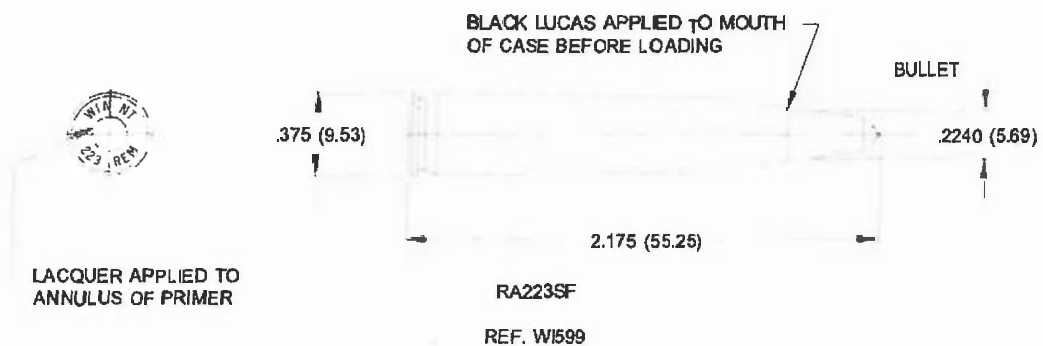 BLACK LUCAS APPLIED TO MOUTH
OF CASE BEFORE LOADING
BULLET
WIN NT
223 REM
.375 (9.53)
.2240 (5.69)
2.175 (55.25)
LACQUER APPLIED TO
ANNULUS OF PRIMER
RA223SF
REF. WI599